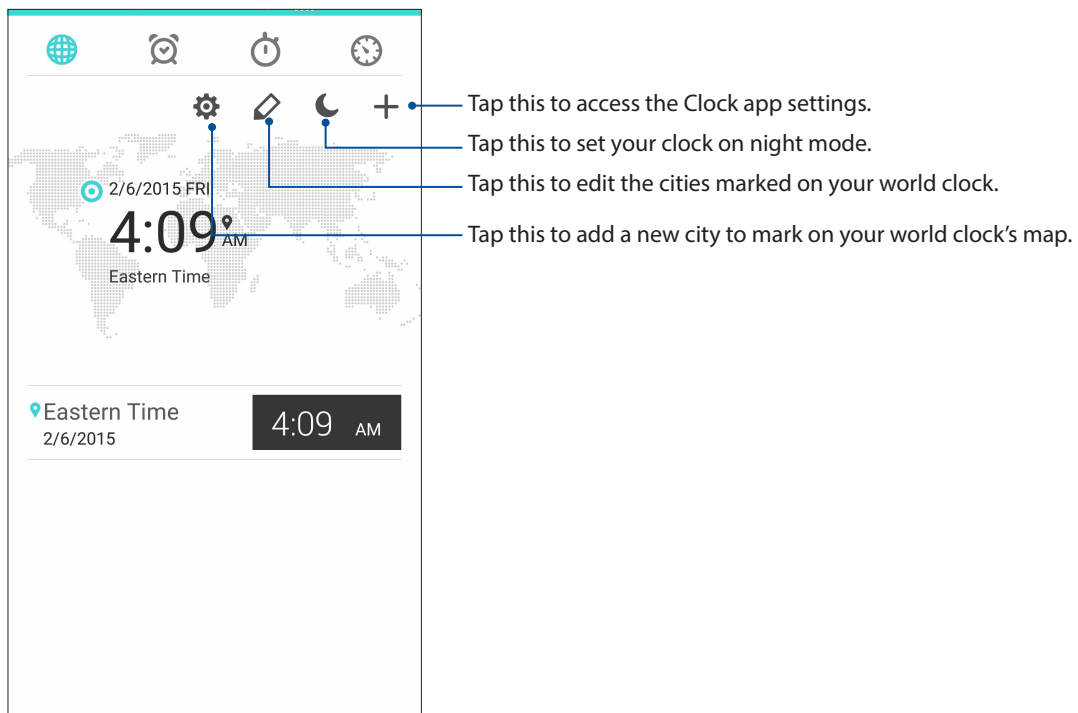 Tap this to access the Clock app settings.
Tap this to set your clock on night mode.
Tap this to edit the cities marked on your world clock.
Tap this to add a new city to mark on your world clock’s map.
2/6/2015 FRI
4:09 AM
Eastern Time
Eastern Time
2/6/2015
4:09 AM